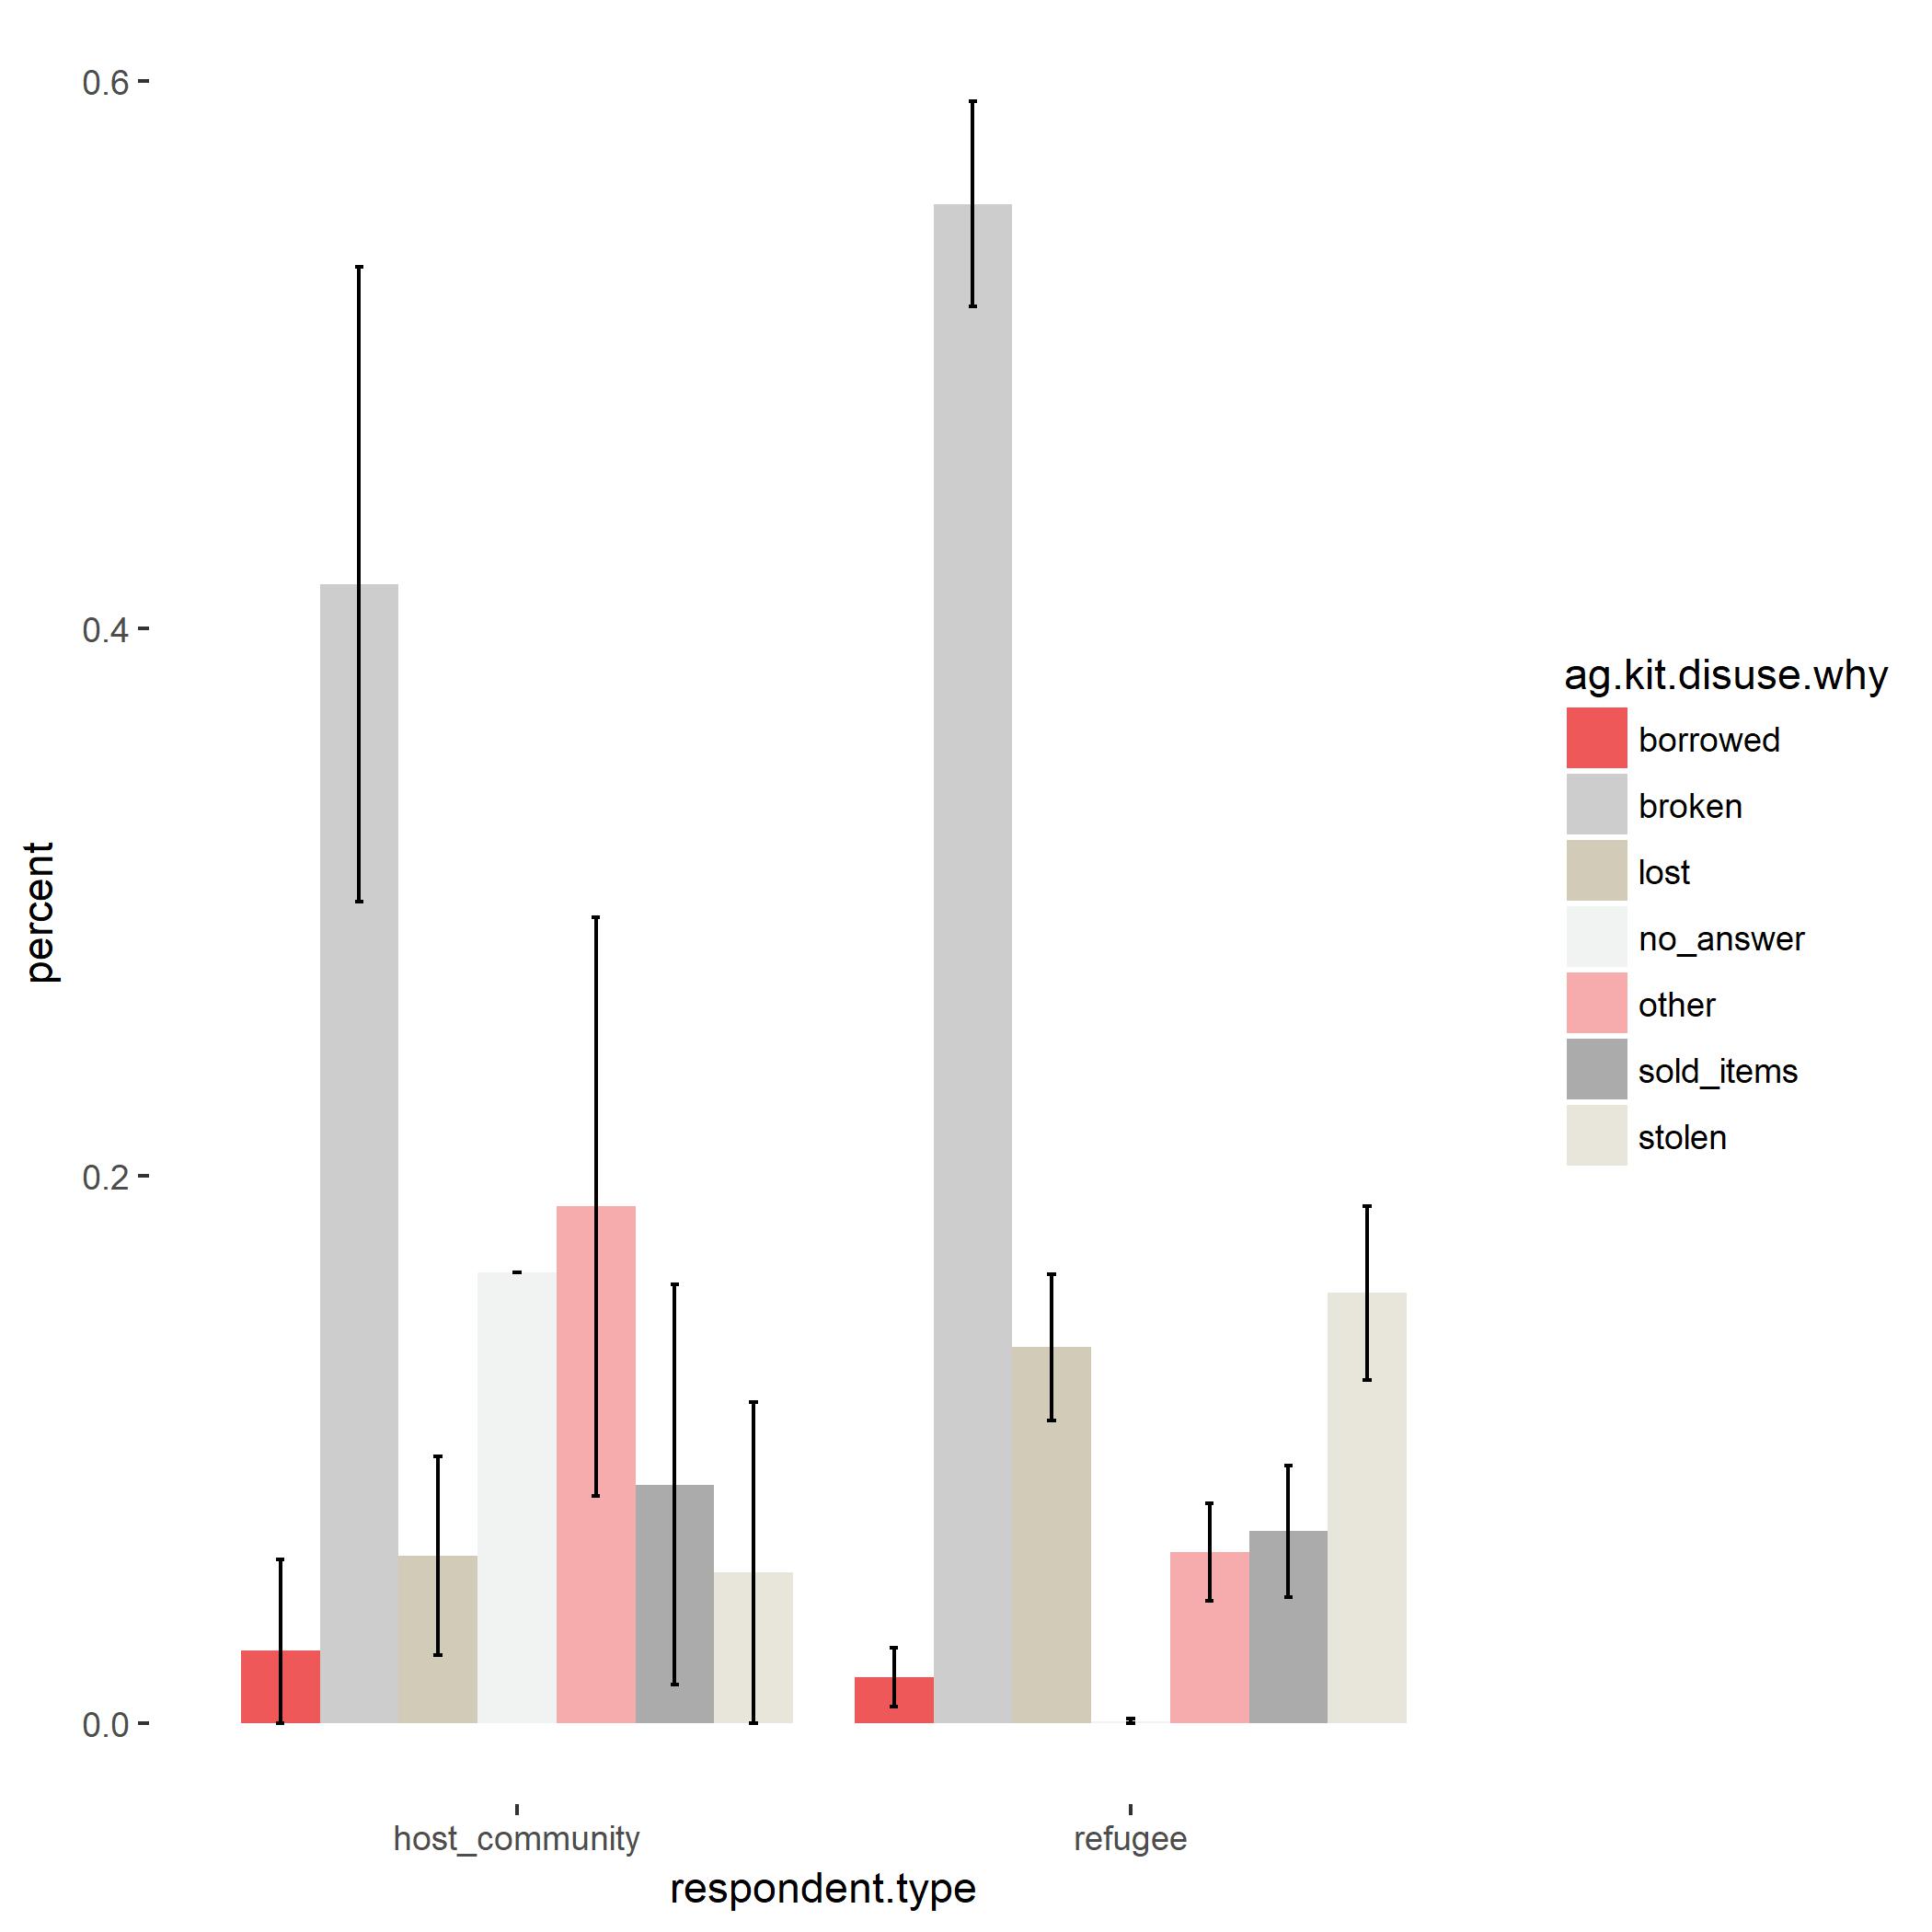 percent
0.6
0.4
0.2
0.0
host_community
refugee
respondent.type
ag.kit.disuse.why
borrowed
broken
lost
no_answer
other
sold_items
stolen